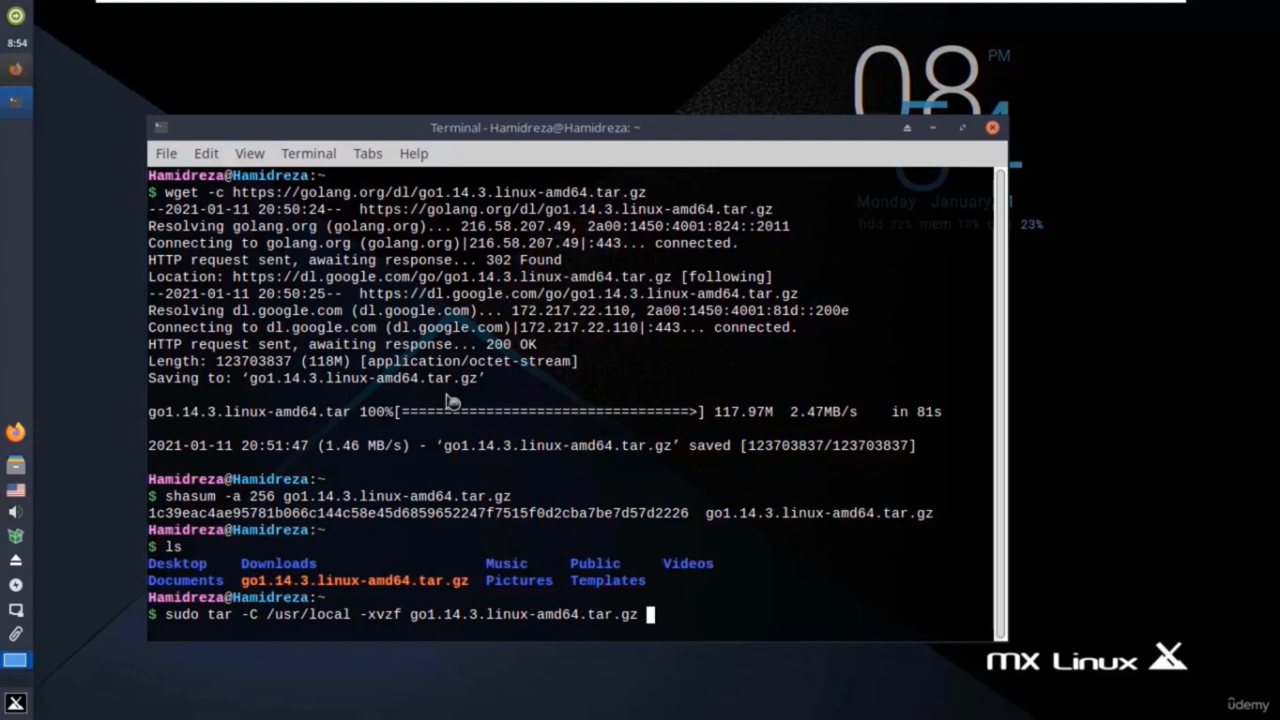 8:54
08
PM
Monday January
hdd 32% mem 18% 23%
Terminal - Hamidreza@Hamidreza: ~
File Edit View Terminal Tabs Help
Hamidreza@Hamidreza:~
$ wget -c https://golang.org/dl/go1.14.3.linux-amd64.tar.gz
--2021-01-11 20:50:24-- https://golang.org/dl/go1.14.3.linux-amd64.tar.gz
Resolving golang.org (golang.org)... 216.58.207.49, 2a00:1450:4001:824::2011
Connecting to golang.org (golang.org)|216.58.207.49|:443... connected.
HTTP request sent, awaiting response... 302 Found
Location: https://dl.google.com/go/go1.14.3.linux-amd64.tar.gz [following]
--2021-01-11 20:50:25-- https://dl.google.com/go/go1.14.3.linux-amd64.tar.gz
Resolving dl.google.com (dl.google.com)... 172.217.22.110, 2a00:1450:4001:81d::200e
Connecting to dl.google.com (dl.google.com)|172.217.22.110|:443... connected.
HTTP request sent, awaiting response... 200 OK
Length: 123703837 (118M) [application/octet-stream]
Saving to: ‘go1.14.3.linux-amd64.tar.gz’
go1.14.3.linux-amd64.tar 100%[==================================>] 117.97M 2.47MB/s in 81s
2021-01-11 20:51:47 (1.46 MB/s) - ‘go1.14.3.linux-amd64.tar.gz’ saved [123703837/123703837]
Hamidreza@Hamidreza:~
$ shasum -a 256 go1.14.3.linux-amd64.tar.gz
1c39eac4ae95781b066c144c58e45d6859652247f7515f0d2cba7be7d57d2226 go1.14.3.linux-amd64.tar.gz
Hamidreza@Hamidreza:~
$ ls
Desktop Downloads Music Public Videos
Documents go1.14.3.linux-amd64.tar.gz Pictures Templates
Hamidreza@Hamidreza:~
$ sudo tar -C /usr/local -xvzf go1.14.3.linux-amd64.tar.gz
MX Linux
udemy